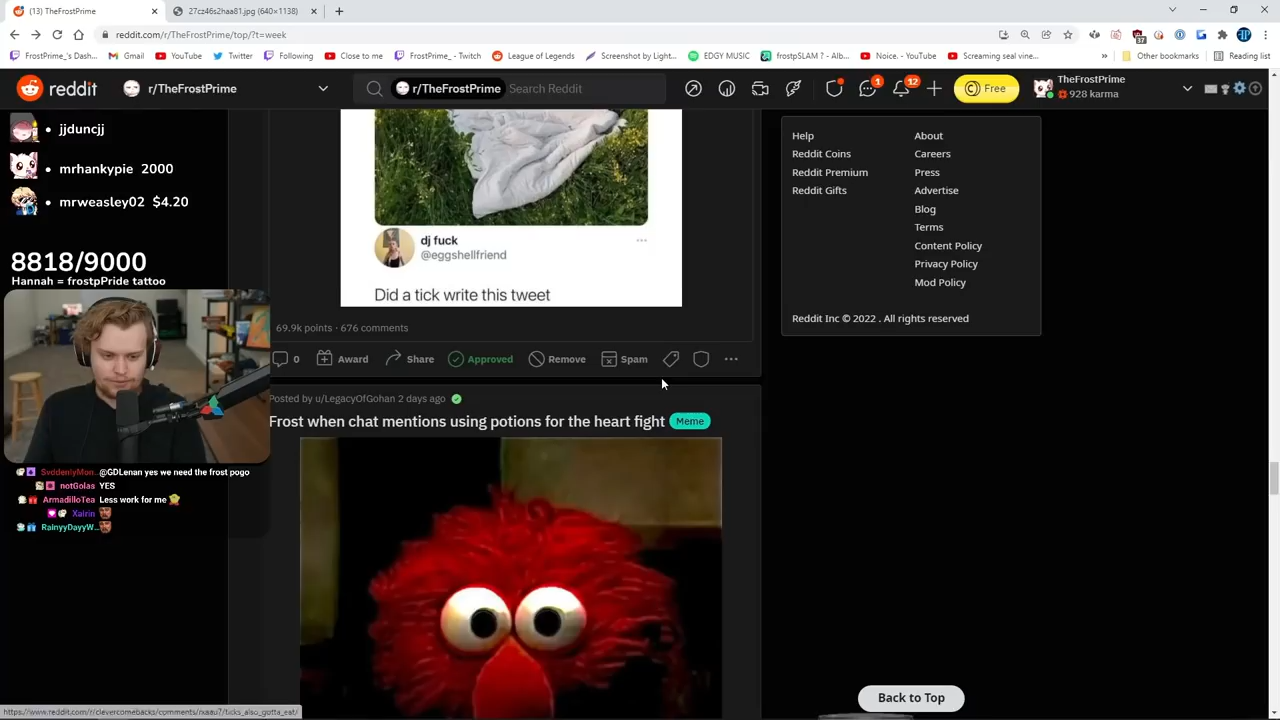 (13) TheFrostPrime
27cz46s2haa81.jpg (640×1138)
reddit.com/r/TheFrostPrime/top/?t=week
FrostPrime_'s Dash...
Gmail
YouTube
Twitter
Following
Close to me
FrostPrime_ - Twitch
League of Legends
Screenshot by Light...
EDGY MUSIC
frostpSLAM ? - Alb...
Noice. - YouTube
Screaming seal vine...
Other bookmarks
Reading list
reddit
r/TheFrostPrime
r/TheFrostPrime
Search Reddit
1
12
Free
TheFrostPrime
928 karma
• jjduncjj
• mrhankypie 2000
• mrweasley02 $4.20
8818/9000
Hannah = frostpPride tattoo
@GDLenan yes we need the frost pogo
notGolas YES
ArmadilloTea Less work for me
Xalrin
RainyyDayyW...
dj fuck
@eggshellfriend
Did a tick write this tweet
69.9k points · 676 comments
0
Award
Share
Approved
Remove
Spam
Posted by u/LegacyOfGohan 2 days ago
Frost when chat mentions using potions for the heart fight
Meme
Help
Reddit Coins
Reddit Premium
Reddit Gifts
About
Careers
Press
Advertise
Blog
Terms
Content Policy
Privacy Policy
Mod Policy
Reddit Inc © 2022 . All rights reserved
Back to Top